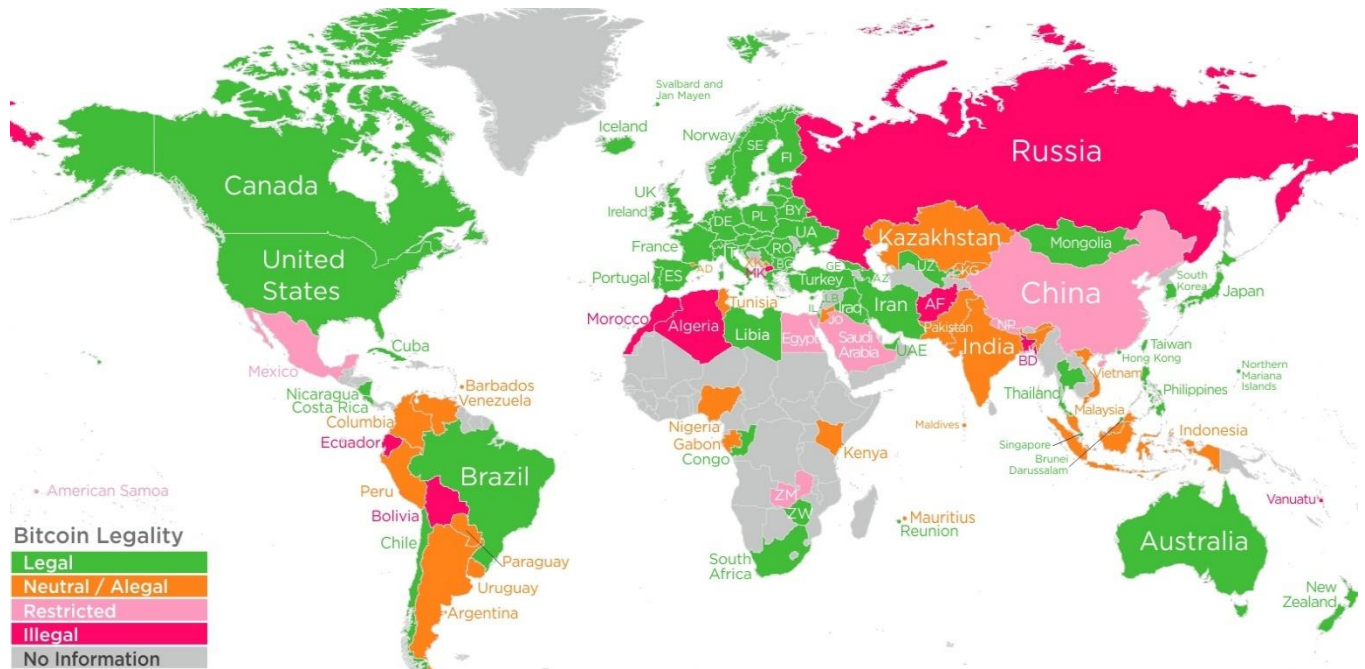 Svalbard and
Jan Mayen
Iceland
Norway
SE
FI
Russia
Canada
UK
Ireland
DE
PL
BY
UA
France
RO
BG
Kazakhstan
Mongolia
United
States
Portugal
ES
AD
XK
MK
GE
AZ
UZ
KG
Turkey
South
Korea
Japan
China
Morocco
Algeria
Tunisia
Libia
Egypt
LB
IL
JO
Iraq
Iran
AF
Saudi
Arabia
UAE
Pakistan
NP
India
BD
Taiwan
Hong Kong
Northern
Mariana
Islands
Mexico
Cuba
Nicaragua
Costa Rica
Barbados
Venezuela
Columbia
Ecuador
Vietnam
Thailand
Philippines
Malaysia
Maldives
Singapore
Brunei
Darussalam
Indonesia
Nigeria
Gabon
Congo
Kenya
Brazil
Peru
American Samoa
Bolivia
ZM
ZW
Mauritius
Reunion
Vanuatu
Chile
Paraguay
Uruguay
Argentina
South
Africa
Australia
New
Zealand
Bitcoin Legality
Legal
Neutral / Alegal
Restricted
Illegal
No Information